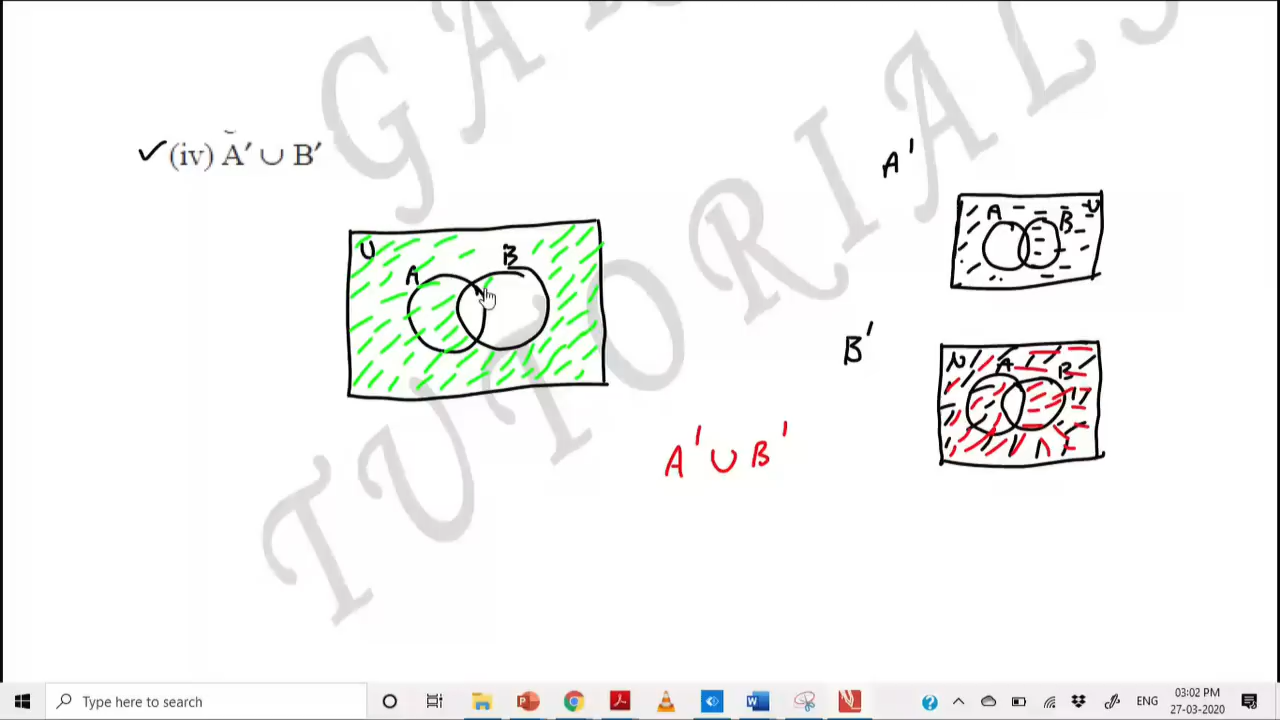 GA
TUTORIALS
✓(iv) A′ ∪ B′
U
A
B
A'
A
B
U
B'
A
B
A' ∪ B'
Type here to search
ENG
03:02 PM
27-03-2020